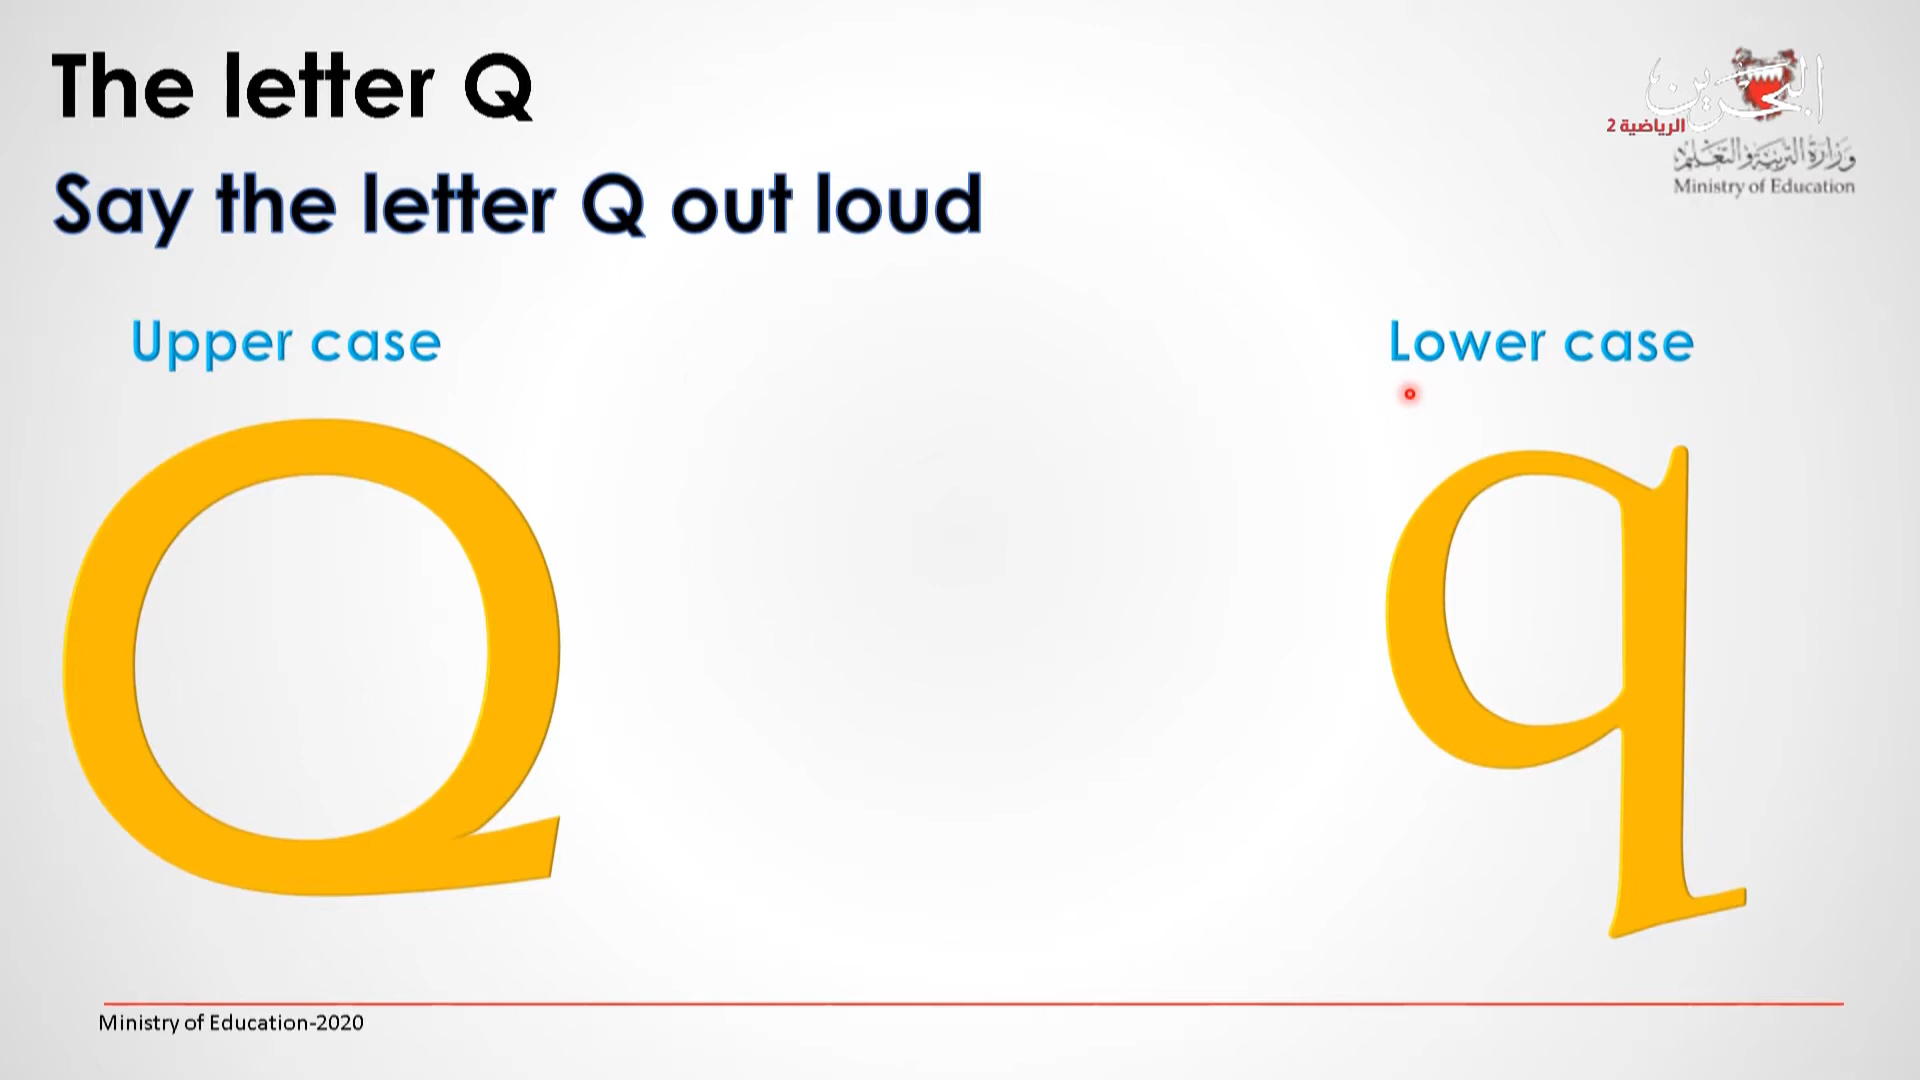 The letter Q
Say the letter Q out loud
البحرين
الرياضية 2
وزارة التربية والتعليم
Ministry of Education
Upper case
Lower case
Q
q
Ministry of Education-2020